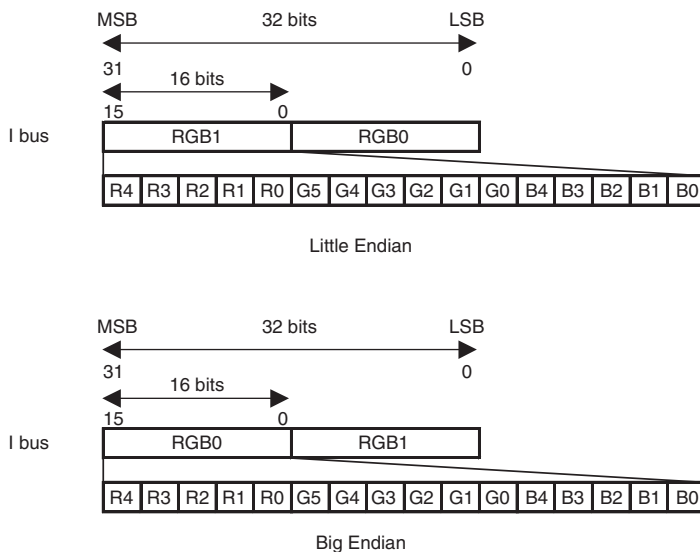 MSB 32 bits LSB
31 0
16 bits
15 0
I bus RGB1 RGB0
R4 R3 R2 R1 R0 G5 G4 G3 G2 G1 G0 B4 B3 B2 B1 B0
Little Endian
MSB 32 bits LSB
31 0
16 bits
15 0
I bus RGB0 RGB1
R4 R3 R2 R1 R0 G5 G4 G3 G2 G1 G0 B4 B3 B2 B1 B0
Big Endian